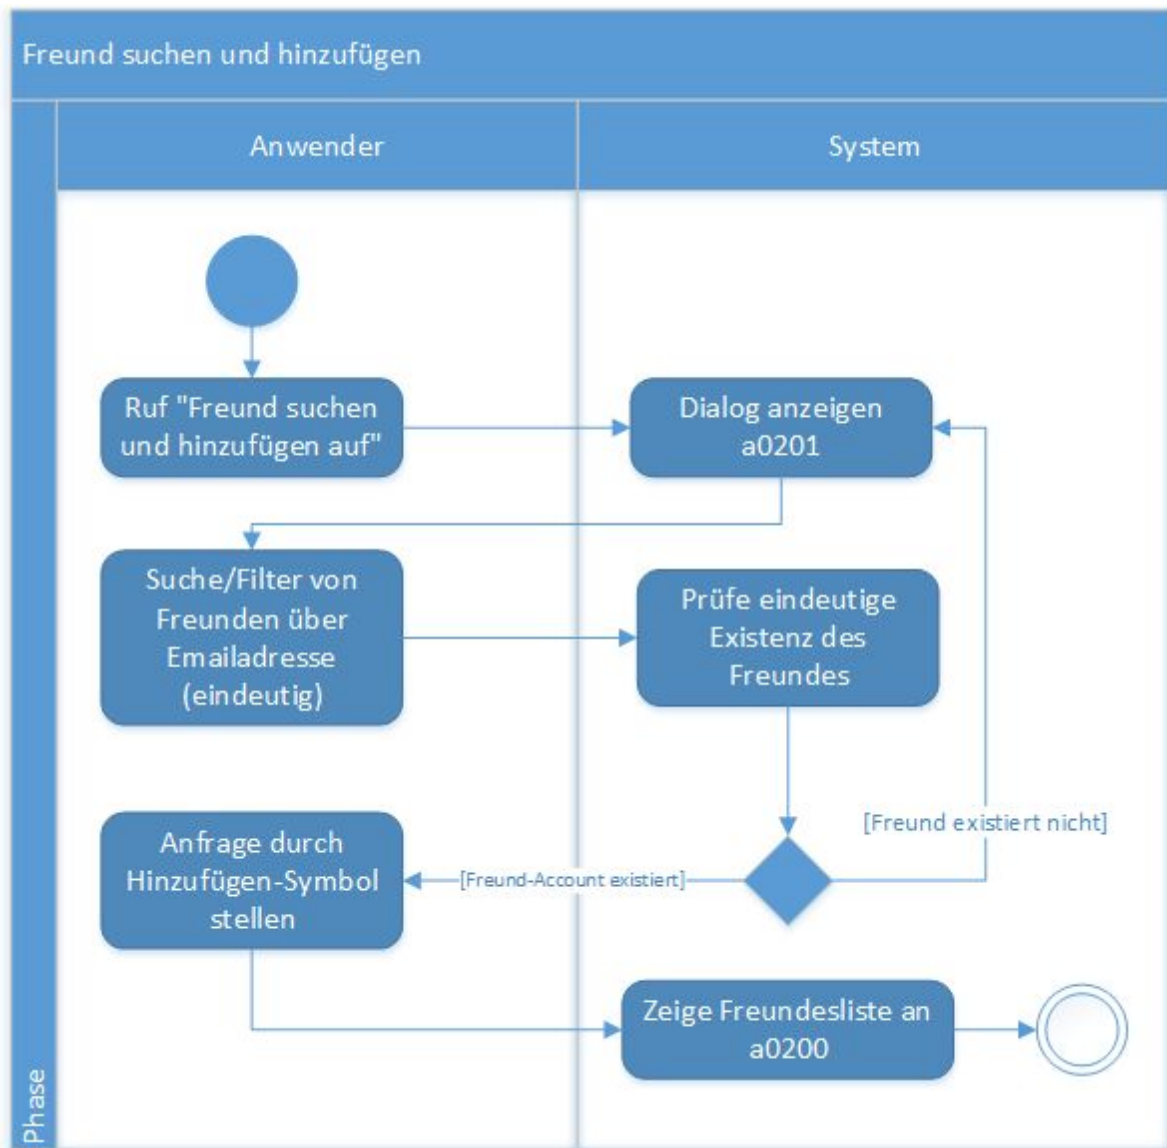 Freund suchen und hinzufügen
Anwender
System
Ruf "Freund suchen
und hinzufügen auf"
Dialog anzeigen
a0201
Suche/Filter von
Freunden über
Emailadresse
(eindeutig)
Prüfe eindeutige
Existenz des
Freundes
[Freund existiert nicht]
Anfrage durch
Hinzufügen-Symbol
stellen
[Freund-Account existiert]
Zeige Freundesliste an
a0200
Phase